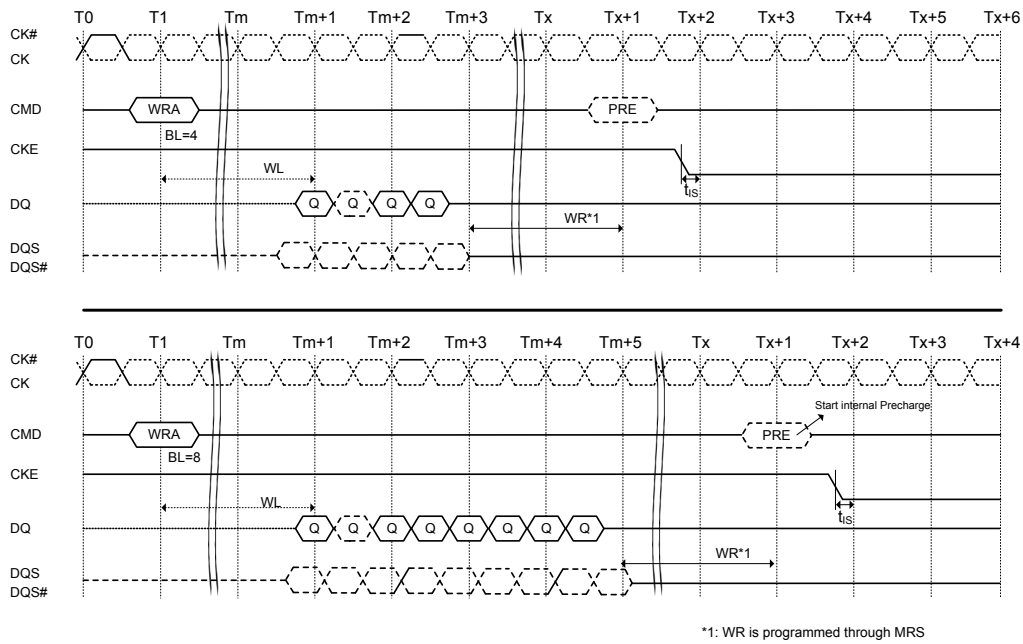 T0 T1 Tm Tm+1 Tm+2 Tm+3 Tx Tx+1 Tx+2 Tx+3 Tx+4 Tx+5 Tx+6
CK#
CK
CMD WRA PRE
BL=4
CKE
WL tIS
DQ Q Q Q Q
WR*1
DQS
DQS#
T0 T1 Tm Tm+1 Tm+2 Tm+3 Tm+4 Tm+5 Tx Tx+1 Tx+2 Tx+3 Tx+4
CK#
CK
Start internal Precharge
CMD WRA PRE
BL=8
CKE
WL tIS
DQ Q Q Q Q Q Q Q Q
WR*1
DQS
DQS#
*1: WR is programmed through MRS